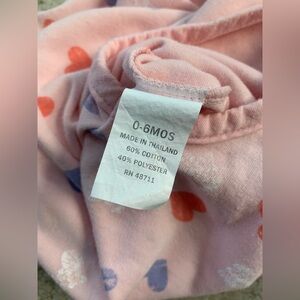 0-6MOS
MADE IN THAILAND
60% COTTON
40% POLYESTER
RN 48711